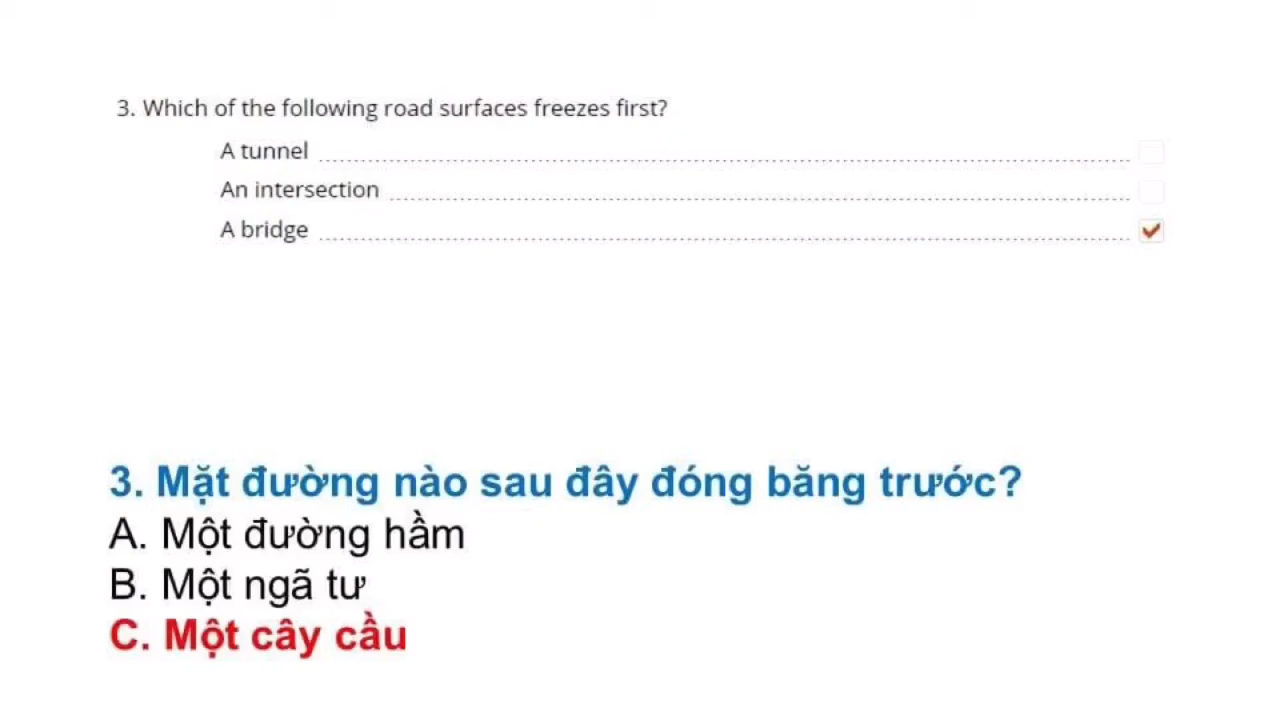 3. Which of the following road surfaces freezes first?
A tunnel
An intersection
A bridge
3. Mặt đường nào sau đây đóng băng trước?
A. Một đường hầm
B. Một ngã tư
C. Một cây cầu